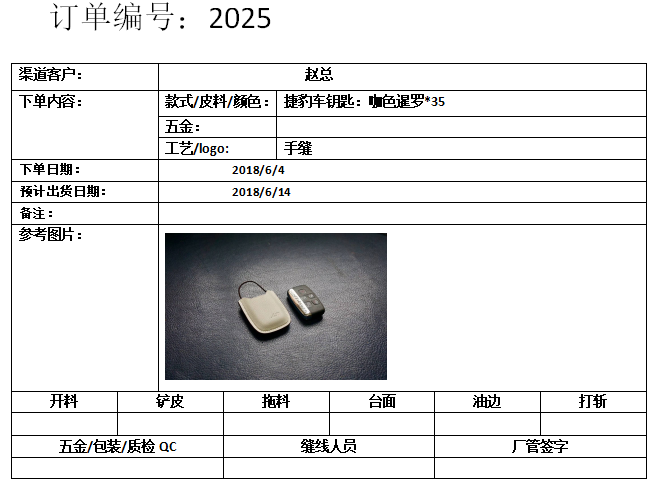 订单编号：2025
渠道客户： 赵总
下单内容： 款式/皮料/颜色： 捷豹车钥匙：咖色暹罗*35
五金：
工艺/logo: 手缝
下单日期： 2018/6/4
预计出货日期： 2018/6/14
备注：
参考图片：
开料 铲皮 拖料 台面 油边 打斩
五金/包装/质检 QC 缝线人员 厂管签字